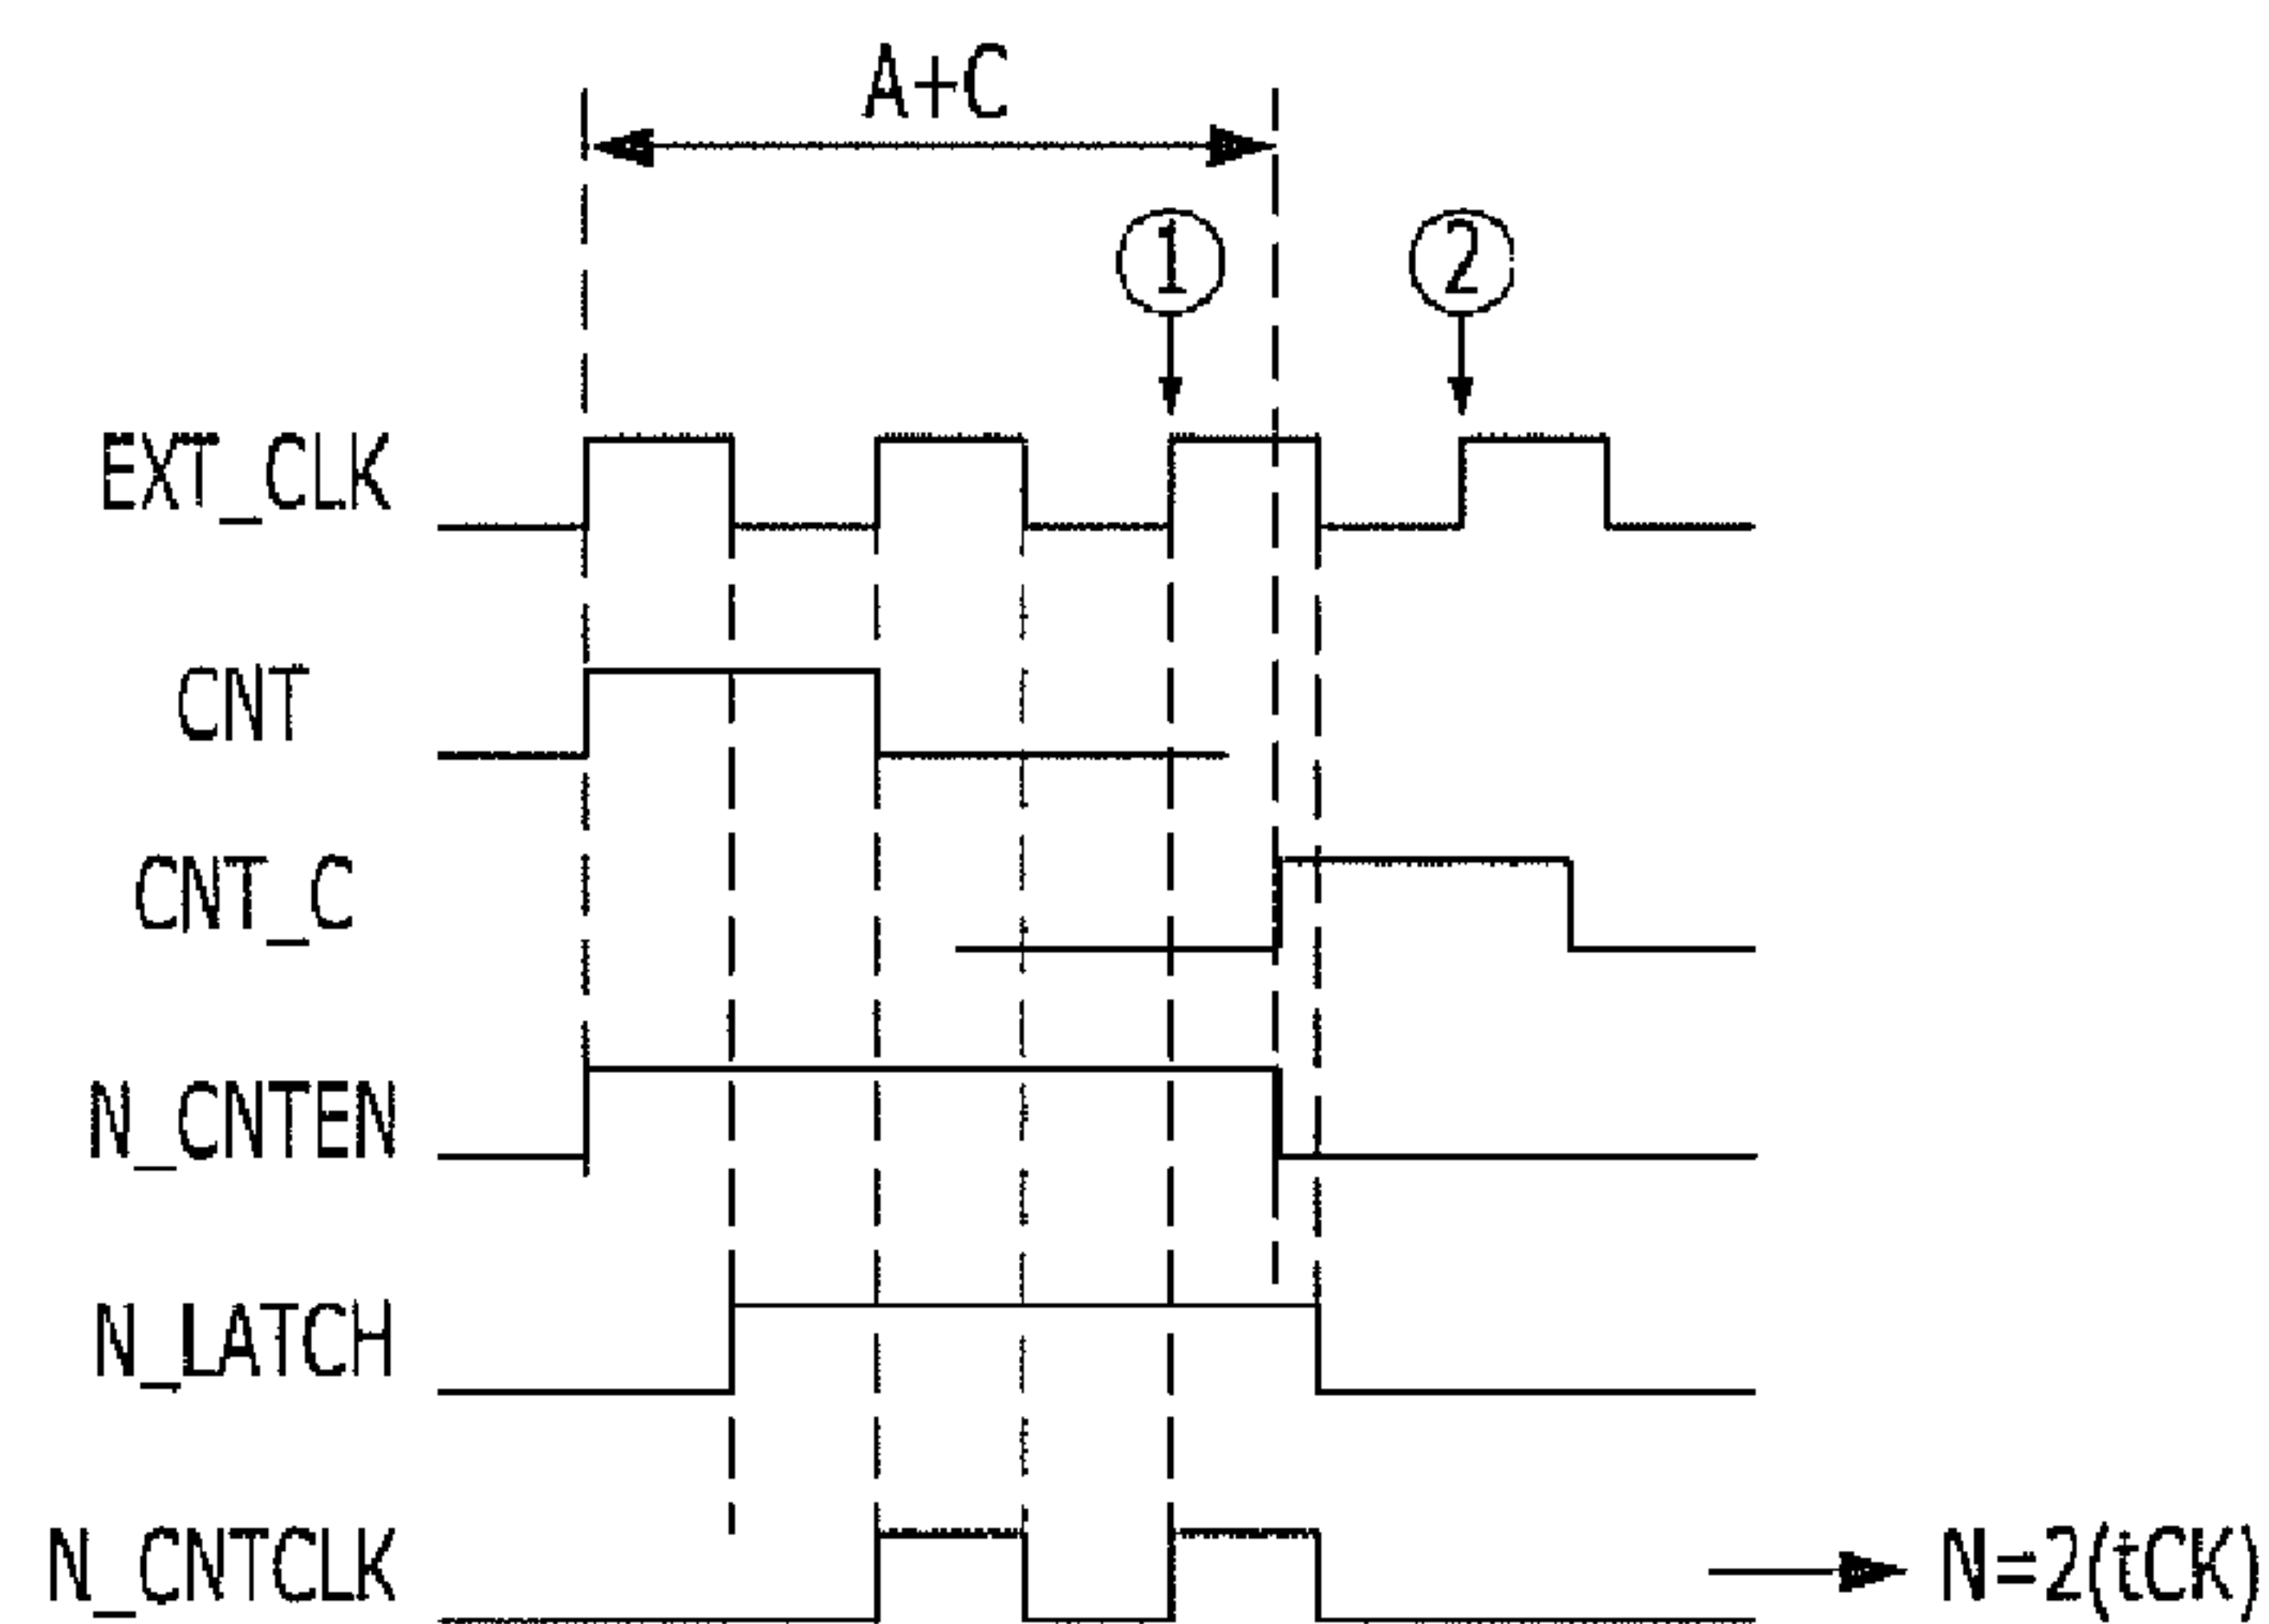 A+C
① ②
EXT_CLK
CNT
CNT_C
N_CNTEN
N_LATCH
N_CNTCLK
N=2(tCK)